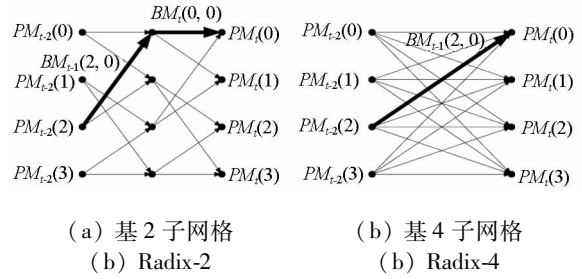 BMt(0, 0)
PMt-2(0)
PMt(0)
BMt-1(2, 0)
PMt-2(1)
PMt(1)
PMt-2(2)
PMt(2)
PMt-2(3)
PMt(3)
PMt-2(0)
BMt-1(2, 0)
PMt(0)
PMt-2(1)
PMt(1)
PMt-2(2)
PMt(2)
PMt-2(3)
PMt(3)
（a）基2子网格
（b）基4子网格
（b）Radix-2
（b）Radix-4